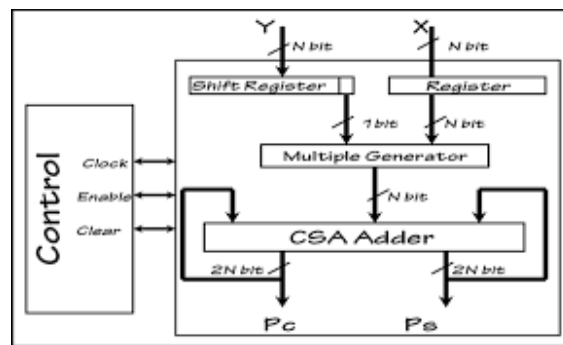 Y X
N bit N bit
Shift Register Register
1 bit N bit
Multiple Generator
Clock
N bit
Enable
Control
Clear
CSA Adder
2N bit 2N bit
Pc Ps